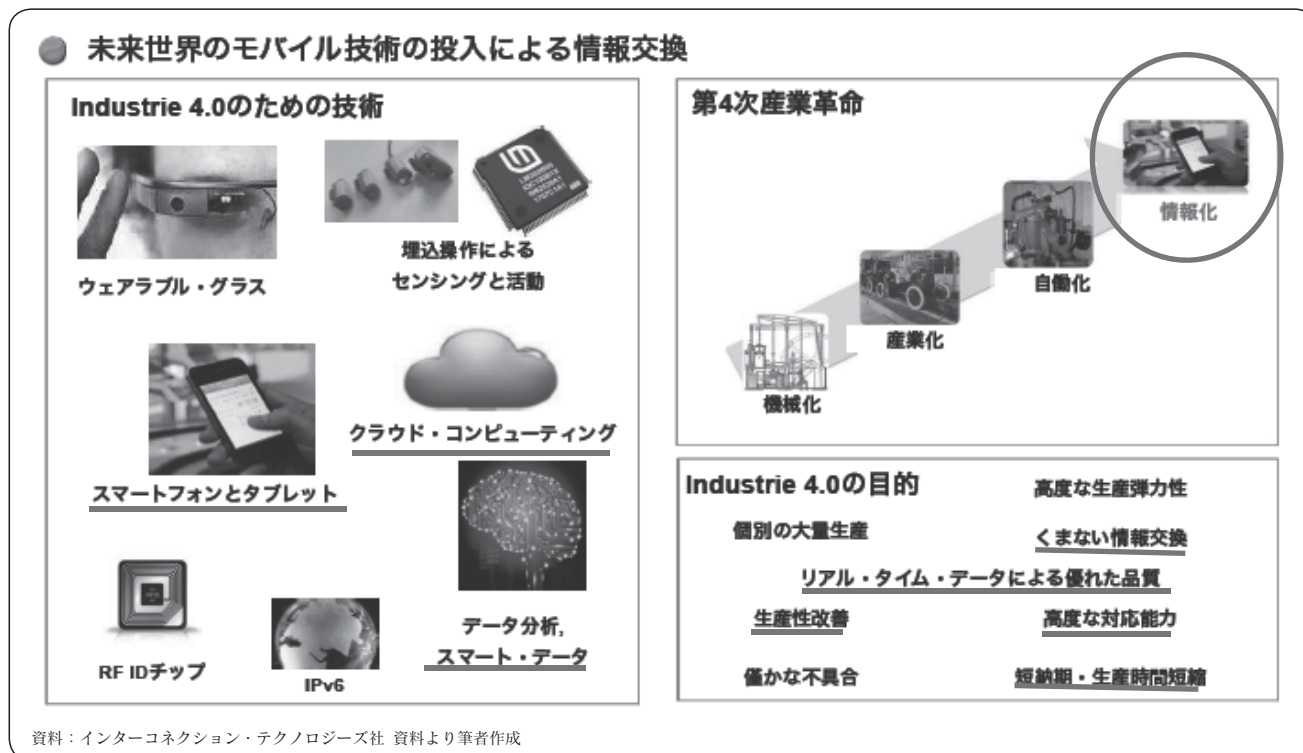 未来世界のモバイル技術の投入による情報交換
Industrie 4.0のための技術
ウェアラブル・グラス
埋込操作による
センシングと活動
スマートフォンとタブレット
クラウド・コンピューティング
RF IDチップ
IPv6
データ分析,
スマート・データ
第4次産業革命
情報化
自働化
産業化
機械化
Industrie 4.0の目的
高度な生産弾力性
個別の大量生産
くまない情報交換
リアル・タイム・データによる優れた品質
生産性改善
高度な対応能力
僅かな不具合
短納期・生産時間短縮
資料：インターコネクション・テクノロジーズ社 資料より筆者作成